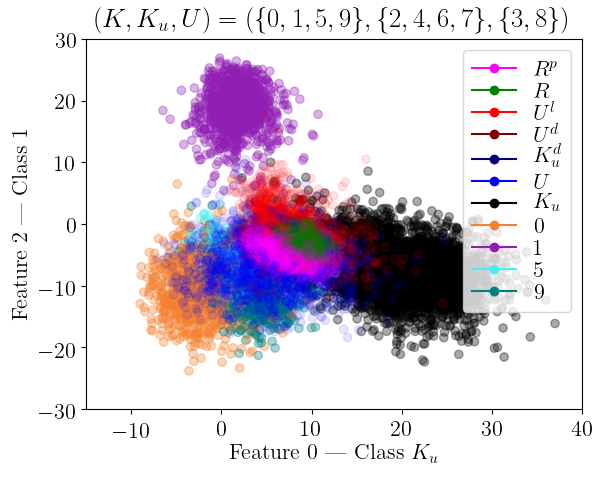 (K, K_u, U) = ({0, 1, 5, 9}, {2, 4, 6, 7}, {3, 8})
30
20
10
0
−10
−20
−30
Feature 2 — Class 1
R^p
R
U^l
U^d
K_u^d
U
K_u
0
1
5
9
−10
0
10
20
30
40
Feature 0 — Class K_u